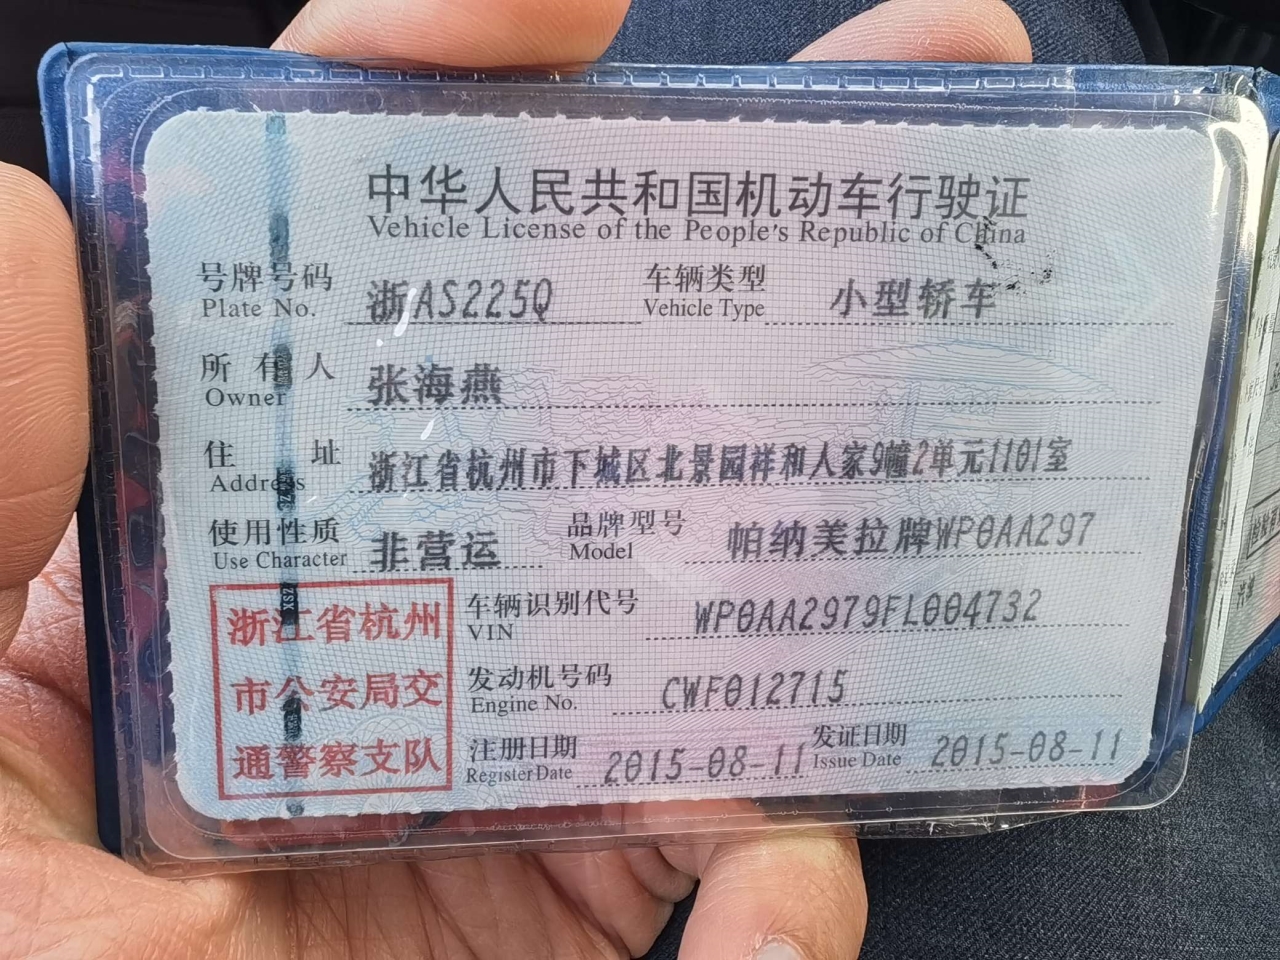 中华人民共和国机动车行驶证
Vehicle License of the People's Republic of China
号牌号码 浙AS225Q 车辆类型 小型轿车
Plate No. Vehicle Type
所有人 张海燕
Owner
住址 浙江省杭州市下城区北景园祥和人家9幢2单元1101室
Address
使用性质 非营运 品牌型号 帕纳美拉牌WP0AA297
Use Character Model
浙江省杭州
市公安局交
通警察支队
车辆识别代号 WP0AA2979FL004732
VIN
发动机号码 CWF012715
Engine No.
注册日期 2015-08-11 发证日期 2015-08-11
Register Date Issue Date